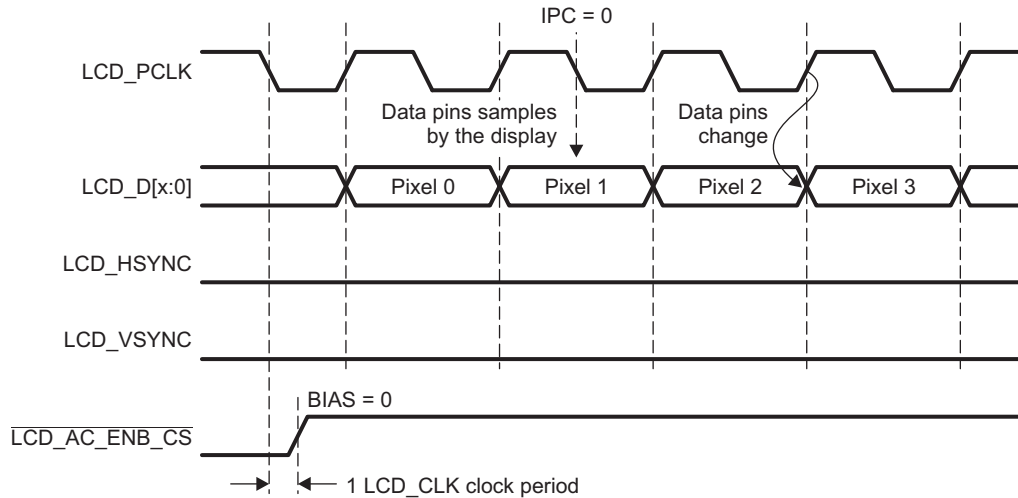 IPC = 0
LCD_PCLK
Data pins samples
by the display
Data pins
change
LCD_D[x:0]
Pixel 0
Pixel 1
Pixel 2
Pixel 3
LCD_HSYNC
LCD_VSYNC
BIAS = 0
LCD_AC_ENB_CS
1 LCD_CLK clock period